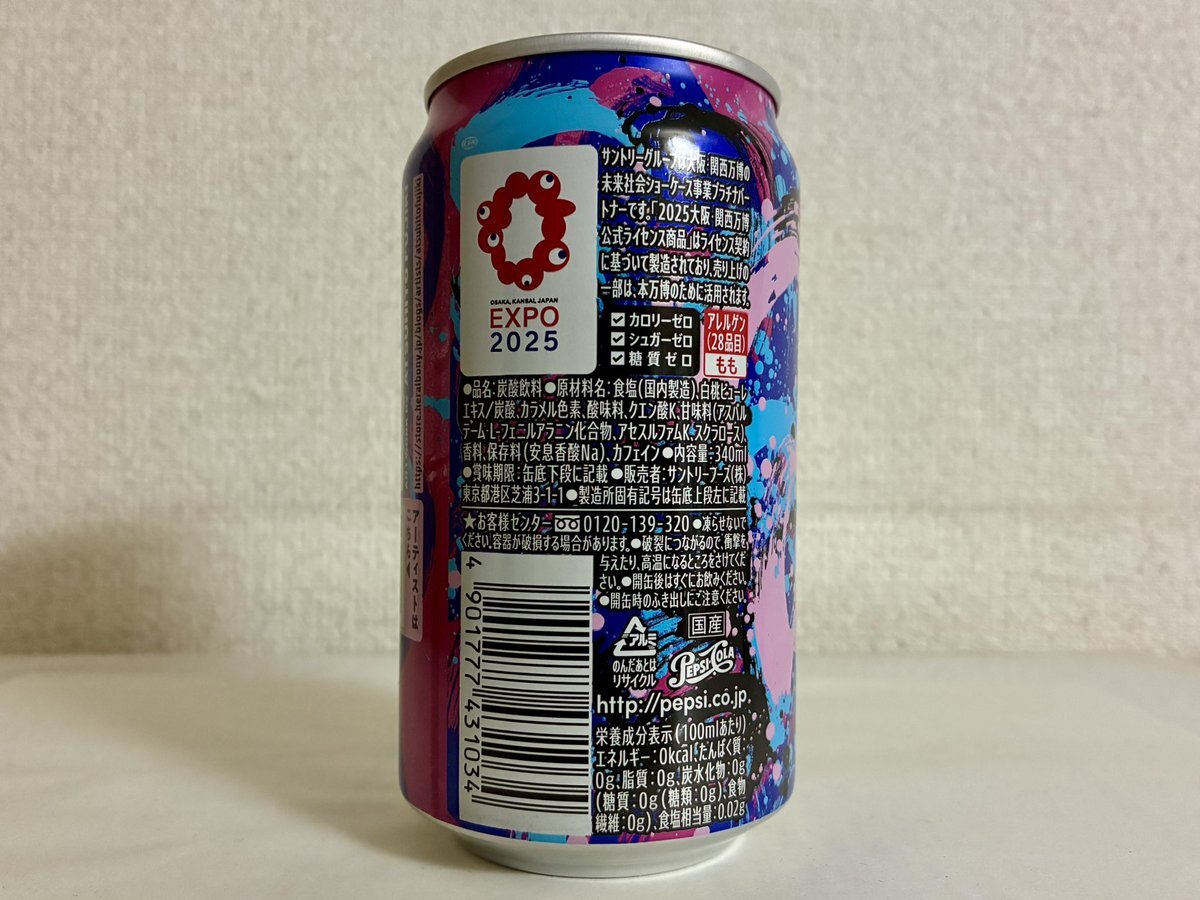 OSAKA, KANSAI, JAPAN
EXPO
2025
サントリーグループは大阪・関西万博の
未来社会ショーケース事業プラチナパー
トナーです。「2025大阪・関西万博
公式ライセンス商品」はライセンス契約
に基づいて製造されており、売り上げの
一部は、本万博のために活用されます。
カロリーゼロ
シュガーゼロ
糖質ゼロ
アレルゲン
(28品目)
もも
●品名：炭酸飲料●原材料名：食塩(国内製造)、白桃ピューレ
エキス/炭酸、カラメル色素、酸味料、クエン酸K、甘味料(アスパル
テーム・L-フェニルアラニン化合物、アセスルファムK、スクラロース)、
香料、保存料(安息香酸Na)、カフェイン●内容量：340ml
●賞味期限：缶底下段に記載●販売者：サントリーフーズ(株)
東京都港区芝浦3-1-1●製造所固有記号は缶底上段左に記載
★お客様センター 0120-139-320●凍らせないで
ください。容器が破損する場合があります。●破裂につながるので、衝撃を
与えたり、高温になるところをさけてくだ
さい。●開缶後はすぐにお飲みください。
●開缶時のふき出しにご注意ください。
アルミ
のんだあとは
リサイクル
国産
PEPSI-COLA
http://pepsi.co.jp
栄養成分表示(100mlあたり)
エネルギー：0kcal、たんぱく質：
0g、脂質：0g、炭水化物：0g
(糖質：0g(糖類：0g)、食物
繊維：0g)、食塩相当量：0.02g
4 901777 431034
https://store.heralbony.jp/blogs/artists/atsuhitofujiki
アーティストは
こちら